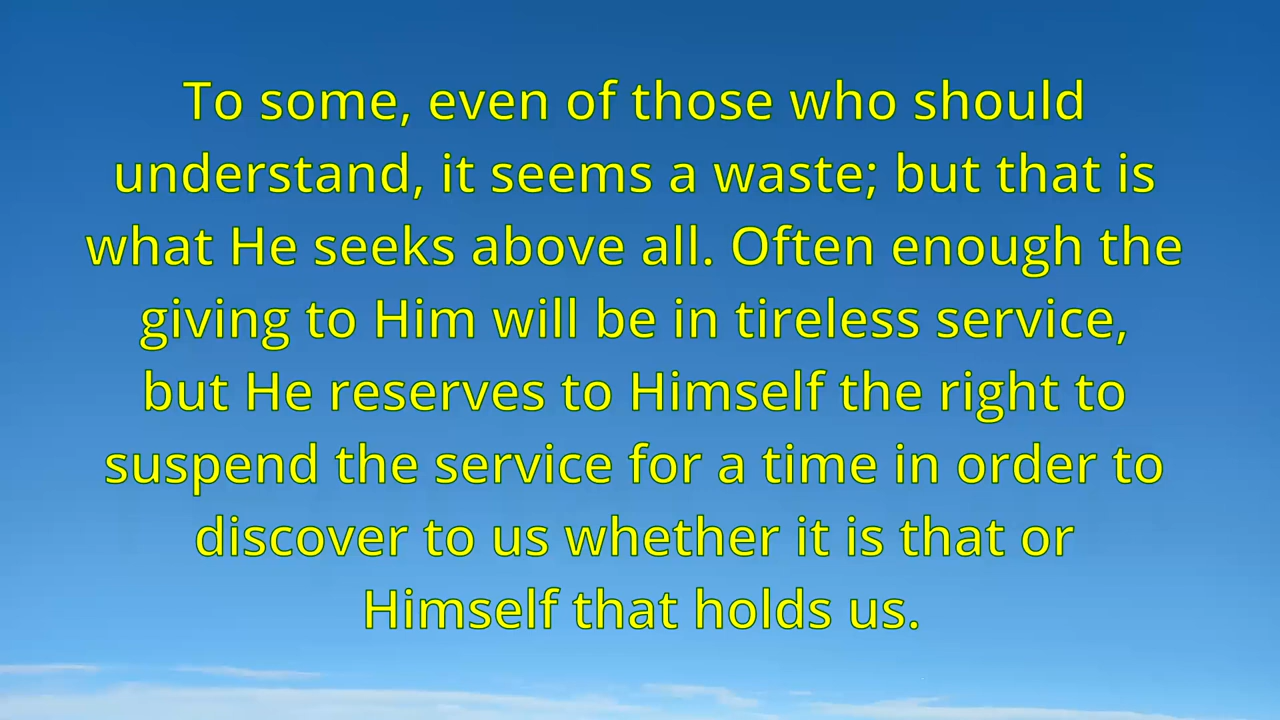 To some, even of those who should
understand, it seems a waste; but that is
what He seeks above all. Often enough the
giving to Him will be in tireless service,
but He reserves to Himself the right to
suspend the service for a time in order to
discover to us whether it is that or
Himself that holds us.